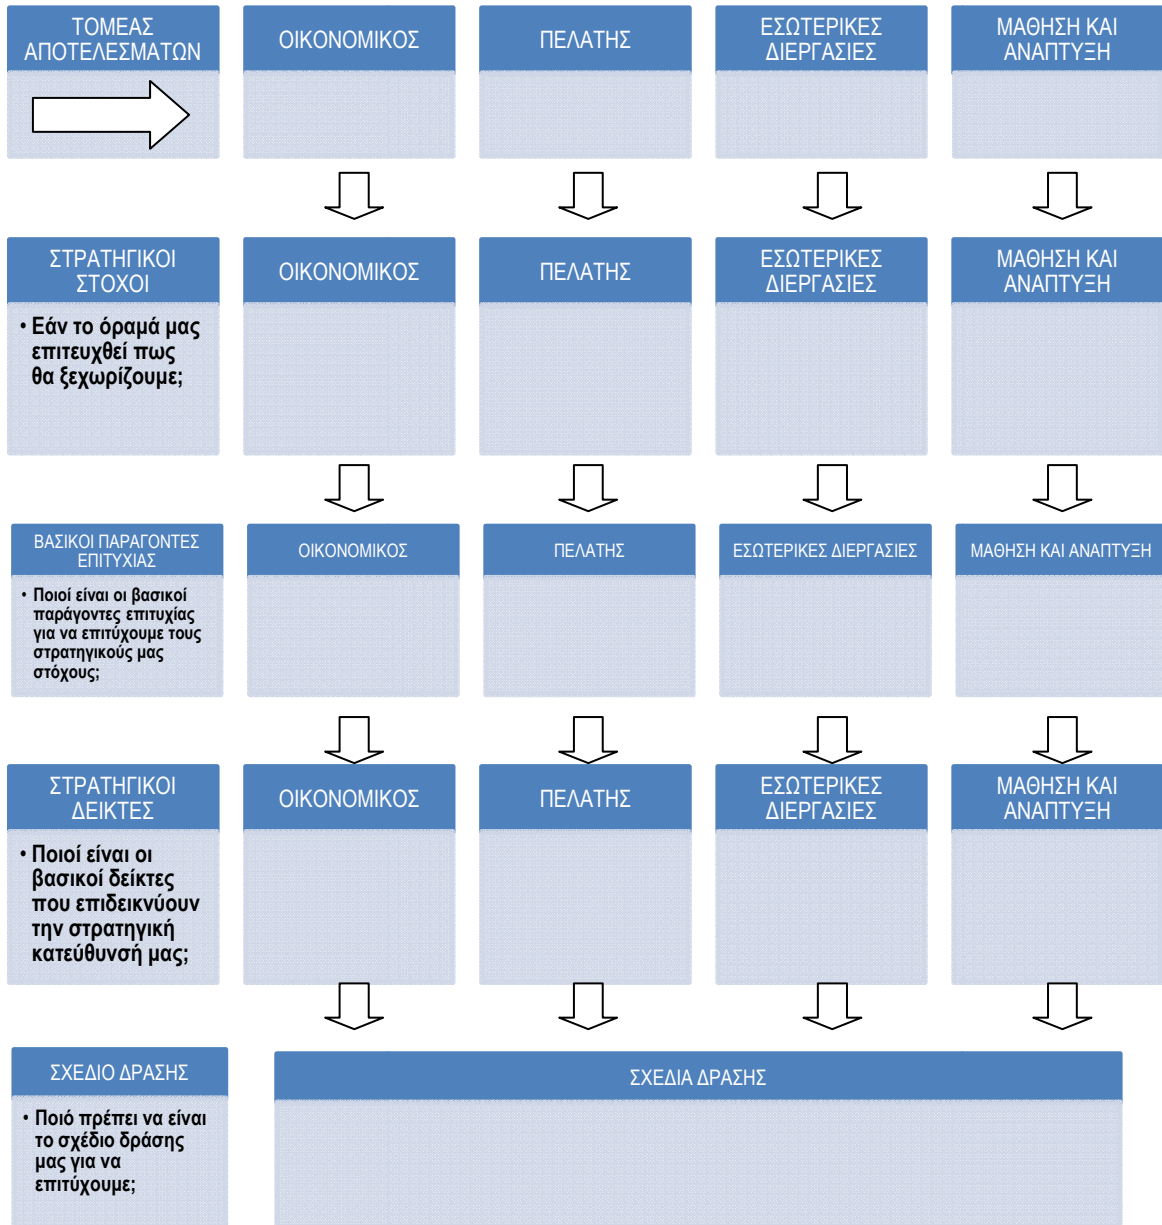 ΤΟΜΕΑΣ
ΑΠΟΤΕΛΕΣΜΑΤΩΝ
ΟΙΚΟΝΟΜΙΚΟΣ
ΠΕΛΑΤΗΣ
ΕΣΩΤΕΡΙΚΕΣ
ΔΙΕΡΓΑΣΙΕΣ
ΜΑΘΗΣΗ ΚΑΙ
ΑΝΑΠΤΥΞΗ
ΣΤΡΑΤΗΓΙΚΟΙ
ΣΤΟΧΟΙ
• Εάν το όραμά μας
επιτευχθεί πως
θα ξεχωρίζουμε;
ΟΙΚΟΝΟΜΙΚΟΣ
ΠΕΛΑΤΗΣ
ΕΣΩΤΕΡΙΚΕΣ
ΔΙΕΡΓΑΣΙΕΣ
ΜΑΘΗΣΗ ΚΑΙ
ΑΝΑΠΤΥΞΗ
ΒΑΣΙΚΟΙ ΠΑΡΑΓΟΝΤΕΣ
ΕΠΙΤΥΧΙΑΣ
• Ποιοί είναι οι βασικοί
παράγοντες επιτυχίας
για να επιτύχουμε τους
στρατηγικούς μας
στόχους;
ΟΙΚΟΝΟΜΙΚΟΣ
ΠΕΛΑΤΗΣ
ΕΣΩΤΕΡΙΚΕΣ ΔΙΕΡΓΑΣΙΕΣ
ΜΑΘΗΣΗ ΚΑΙ ΑΝΑΠΤΥΞΗ
ΣΤΡΑΤΗΓΙΚΟΙ
ΔΕΙΚΤΕΣ
• Ποιοί είναι οι
βασικοί δείκτες
που επιδεικνύουν
την στρατηγική
κατεύθυνσή μας;
ΟΙΚΟΝΟΜΙΚΟΣ
ΠΕΛΑΤΗΣ
ΕΣΩΤΕΡΙΚΕΣ
ΔΙΕΡΓΑΣΙΕΣ
ΜΑΘΗΣΗ ΚΑΙ
ΑΝΑΠΤΥΞΗ
ΣΧΕΔΙΟ ΔΡΑΣΗΣ
• Ποιό πρέπει να είναι
το σχέδιο δράσης
μας για να
επιτύχουμε;
ΣΧΕΔΙΑ ΔΡΑΣΗΣ